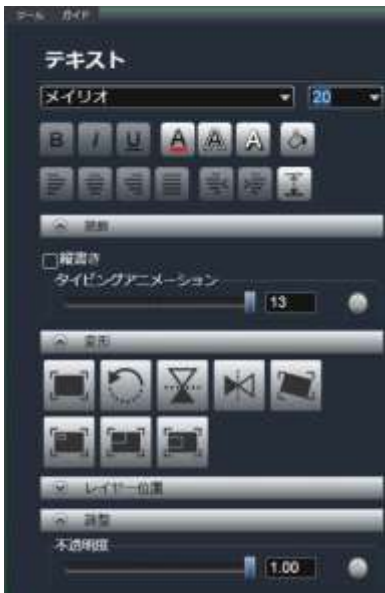 ツール ガイド
テキスト
メイリオ 20
B I U A A A
縦書き
タイピングアニメーション
13
変形
レイヤー位置
調整
不透明度
1.00